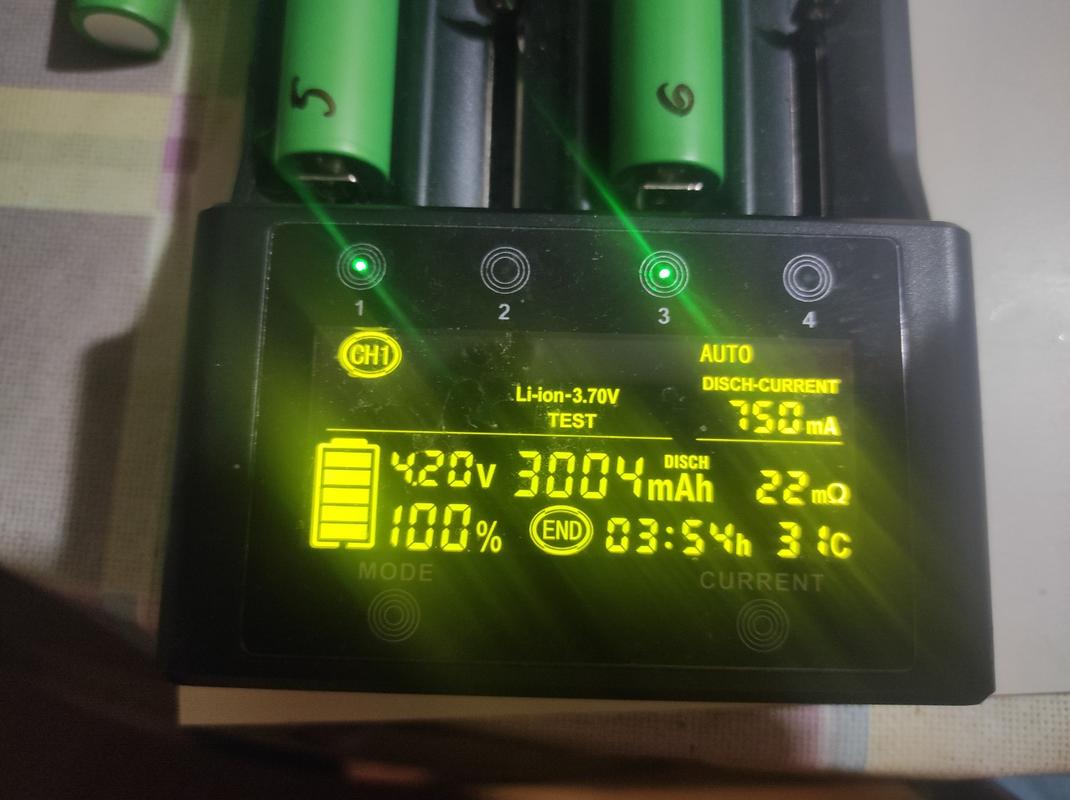 5 6
1 2 3 4
CH1 AUTO
Li-ion-3.70V DISCH-CURRENT
TEST 750mA
4.20V 3004mAh DISCH 22mΩ
100% END 03:54h 31C
MODE CURRENT